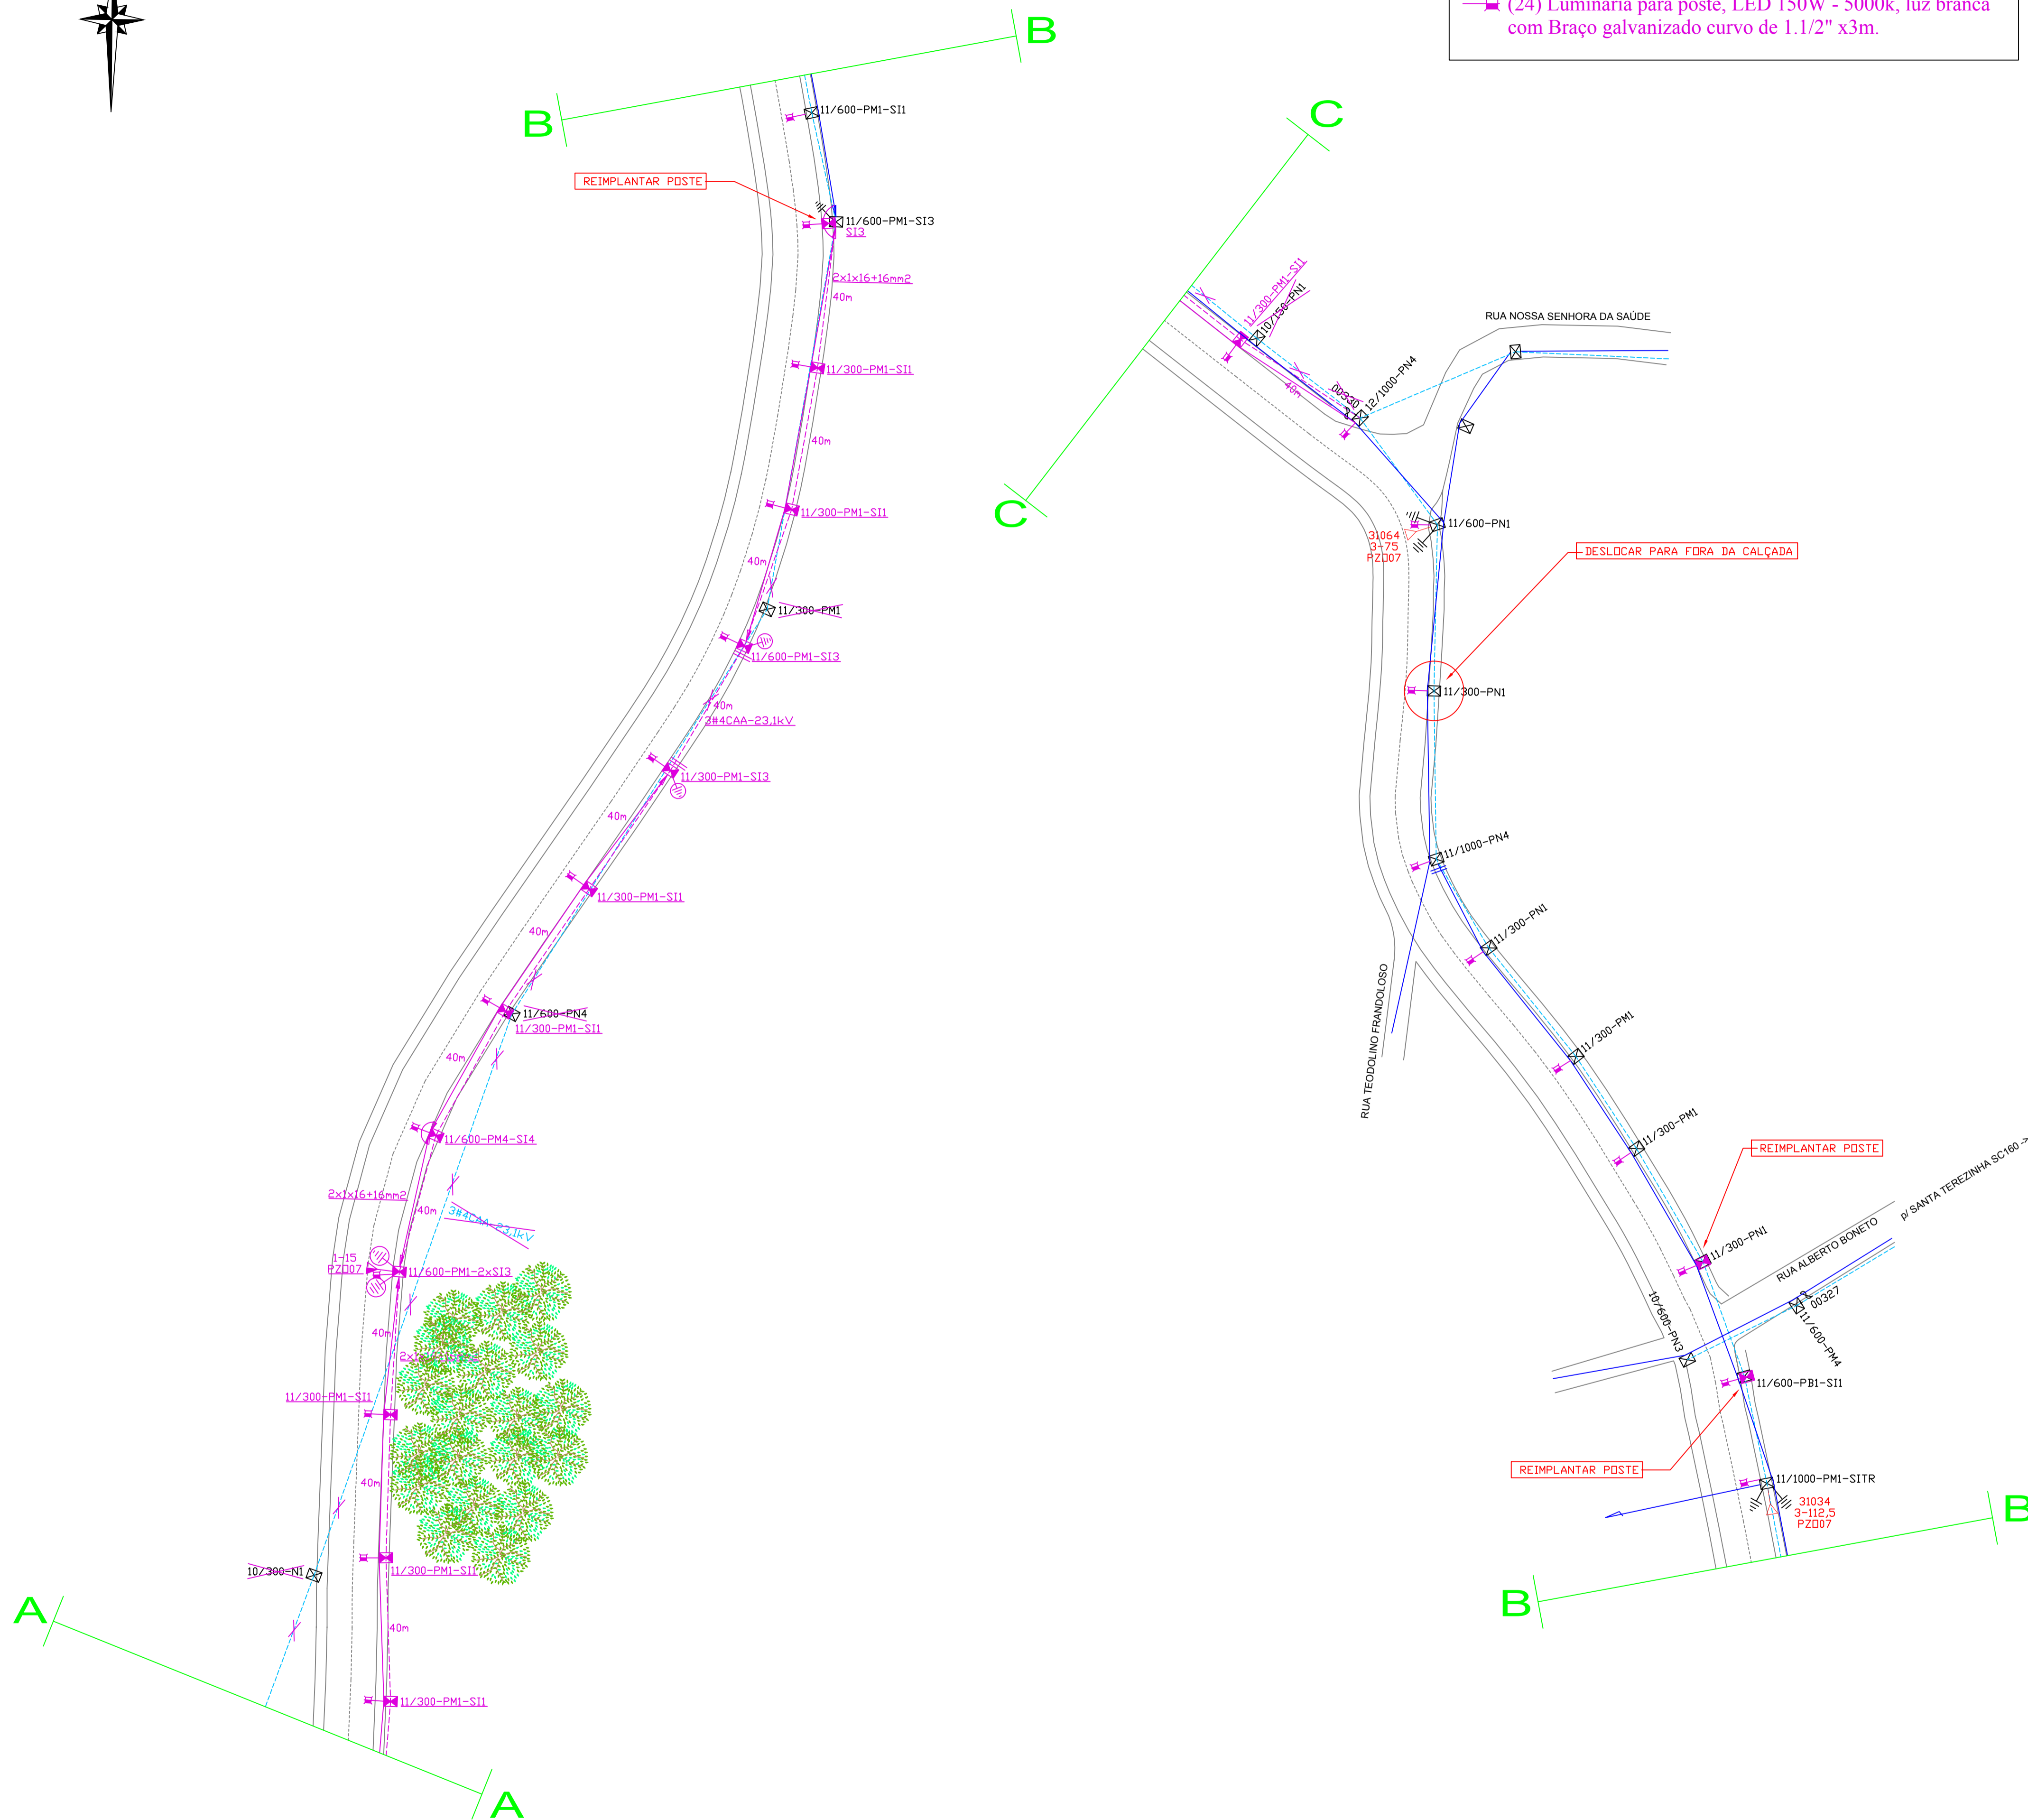 (24) Luminária para poste, LED 150W - 5000k, luz branca
com Braço galvanizado curvo de 1.1/2" x3m.
B
B
11/600-PM1-SI1
REIMPLANTAR POSTE
11/600-PM1-SI3
SI3
2x1x16+16mm2
40m
11/300-PM1-SI1
40m
11/300-PM1-SI1
40m
11/300-PM1
11/600-PM1-SI3
40m
3#4CAA-23,1kV
11/300-PM1-SI3
40m
11/300-PM1-SI1
40m
11/600-PN4
11/300-PM1-SI1
40m
11/600-PM4-SI4
2x1x16+16mm2
40m
3#4CAA-23,1kV
1-15
PZ007
11/600-PM1-2xSI3
40m
2x1x16+16mm2
11/300-PM1-SI1
40m
10/300-N1
11/300-PM1-SI1
A
40m
11/300-PM1-SI1
A
C
C
11/300-PM1-SI1
10/150-PN1
RUA NOSSA SENHORA DA SAÚDE
40m
00330
12/1000-PN4
11/600-PN1
31064
3-75
PZ007
DESLOCAR PARA FORA DA CALÇADA
11/300-PN1
11/1000-PN4
11/300-PN1
RUA TEODOLINO FRANDOLOSO
11/300-PM1
11/300-PM1
REIMPLANTAR POSTE
p/ SANTA TEREZINHA SC160 ->
11/300-PN1
RUA ALBERTO BONETO
00327
11/600-PM4
10/600-PN3
11/600-PB1-SI1
REIMPLANTAR POSTE
11/1000-PM1-SITR
31034
3-112,5
PZ007
B
B